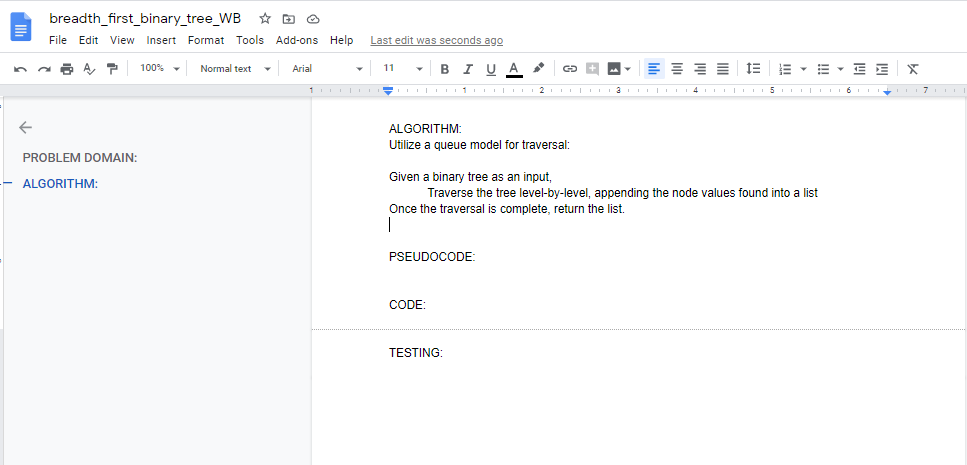 breadth_first_binary_tree_WB
File Edit View Insert Format Tools Add-ons Help Last edit was seconds ago
100% Normal text Arial 11 B I U A
1 1 2 3 4 5 6 7
PROBLEM DOMAIN:
ALGORITHM:
ALGORITHM:
Utilize a queue model for traversal:
Given a binary tree as an input,
Traverse the tree level-by-level, appending the node values found into a list
Once the traversal is complete, return the list.
PSEUDOCODE:
CODE:
TESTING: